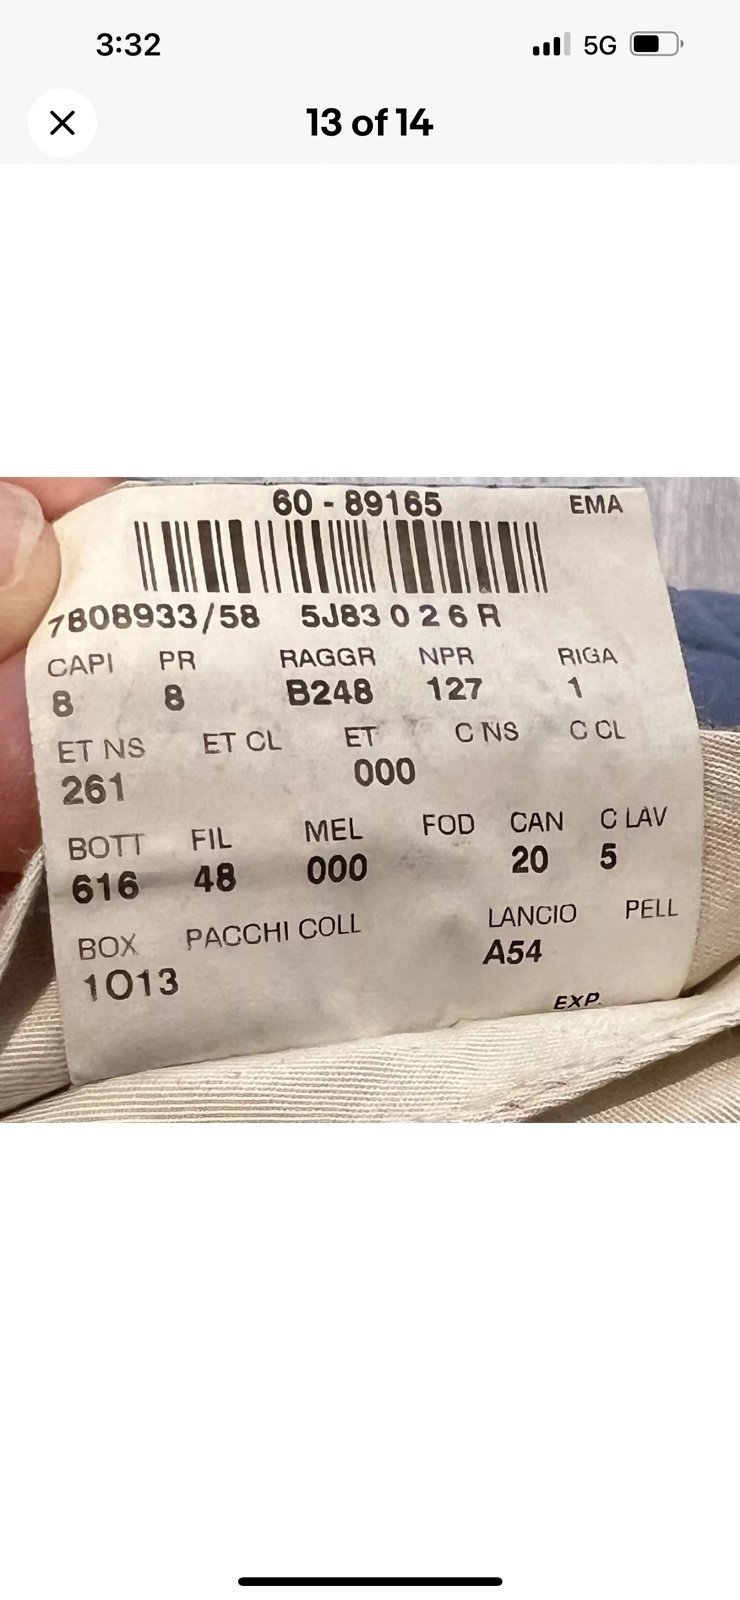 3:32 5G
13 of 14
60 - 89165 EMA
7808933/58 5J83 0 2 6 R
CAPI PR RAGGR NPR RIGA
8 8 B248 127 1
ET NS ET CL ET C NS C CL
261 000
BOTT FIL MEL FOD CAN C LAV
616 48 000 20 5
BOX PACCHI COLL LANCIO PELL
1013 A54
EXP.